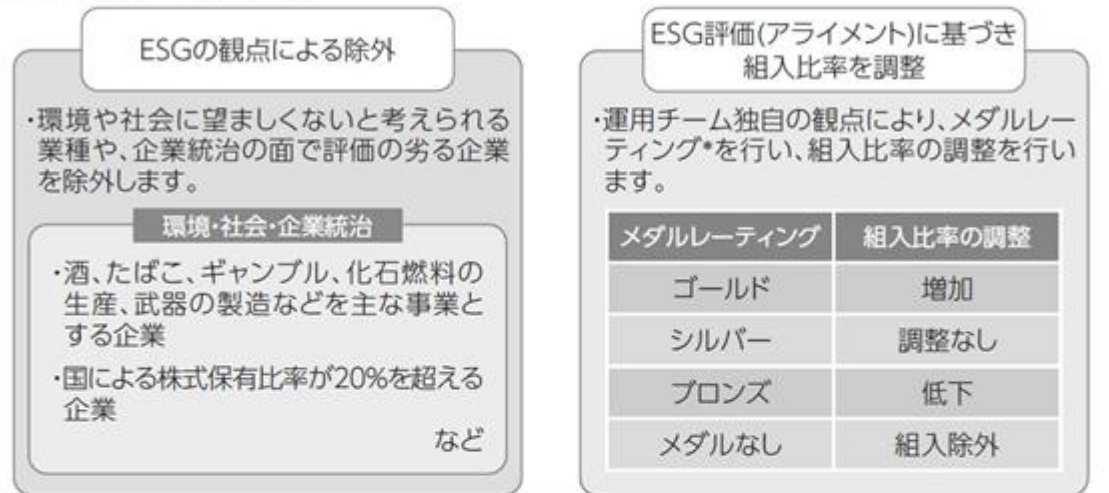 ESGの観点による除外
・環境や社会に望ましくないと考えられる
業種や、企業統治の面で評価の劣る企業
を除外します。
環境・社会・企業統治
・酒、たばこ、ギャンブル、化石燃料の
生産、武器の製造などを主な事業と
する企業
・国による株式保有比率が20%を超える
企業
など
ESG評価(アライメント)に基づき
組入比率を調整
・運用チーム独自の観点により、メダルレー
ティング*を行い、組入比率の調整を行い
ます。
メダルレーティング 組入比率の調整
ゴールド 増加
シルバー 調整なし
ブロンズ 低下
メダルなし 組入除外